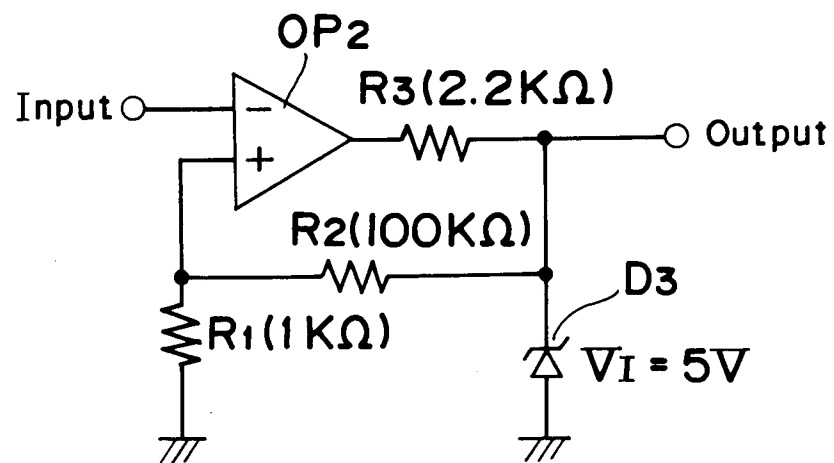 OP2
Input
−
+
R3(2.2KΩ)
Output
R2(100KΩ)
R1(1KΩ)
D3
VI = 5V